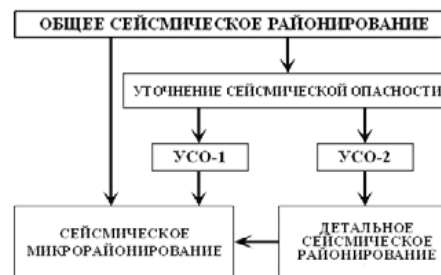 ОБЩЕЕ СЕЙСМИЧЕСКОЕ РАЙОНИРОВАНИЕ
УТОЧНЕНИЕ СЕЙСМИЧЕСКОЙ ОПАСНОСТИ
УСО-1
УСО-2
СЕЙСМИЧЕСКОЕ
МИКРОРАЙОНИРОВАНИЕ
ДЕТАЛЬНОЕ
СЕЙСМИЧЕСКОЕ
РАЙОНИРОВАНИЕ